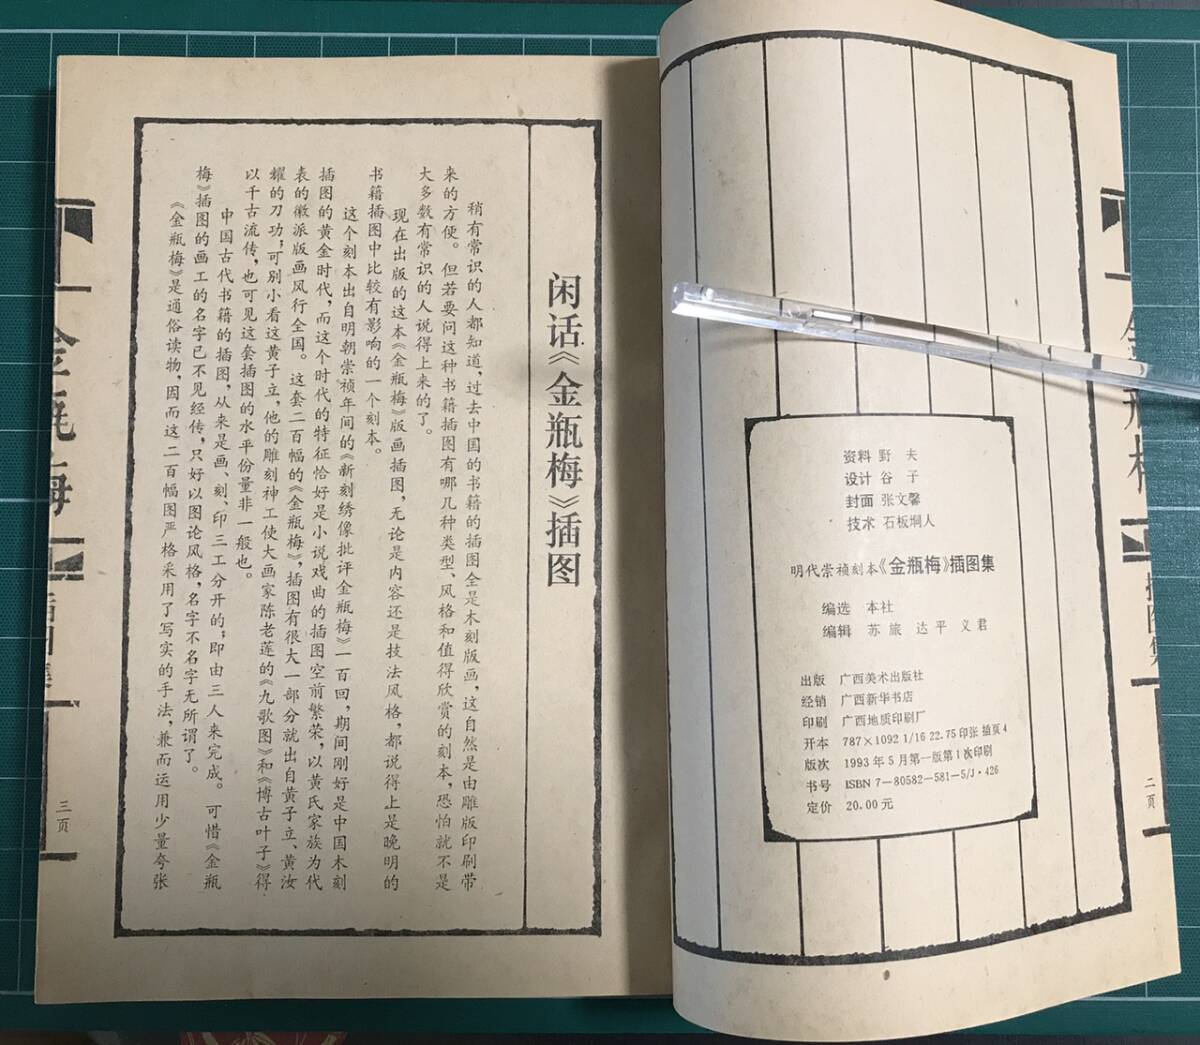 资料 野 夫
设计 谷 子
封面 张文馨
技术 石板垌人
明代崇祯刻本《金瓶梅》插图集
编选 本社
编辑 苏旅 达平 义君
出版 广西美术出版社
经销 广西新华书店
印刷 广西地质印刷厂
开本 787×1092 1/16 22.75印张 插页4
版次 1993年5月第一版第1次印刷
书号 ISBN 7—80582—581—5/J·426
定价 20.00元
二页
闲话《金瓶梅》插图
稍有常识的人都知道，过去中国的书籍的插图全是木刻版画，这自然是由雕版印刷带
来的方便。但若要问这种书籍插图有哪几种类型、风格和值得欣赏的刻本，恐怕就不是
大多数有常识的人说得上来的了。
现在出版的这本《金瓶梅》版画插图，无论是内容还是技法风格，都说得上是晚明的
书籍插图中比较有影响的一个刻本。
这个刻本出自明朝崇祯年间的《新刻绣像批评金瓶梅》一百回，期间刚好是中国木刻
插图的黄金时代，而这个时代的特征恰好是小说戏曲的插图空前繁荣，以黄氏家族为代
表的徽派版画风行全国。这套二百幅的《金瓶梅》，插图有很大一部分就出自黄子立、黄汝
耀的刀功；可别小看这黄子立，他的雕刻神工使大画家陈老莲的《九歌图》和《博古叶子》得
以千古流传，也可见这套插图的水平份量非一般也。
中国古代书籍的插图，从来是画、刻、印三工分开的；即由三人来完成。可惜《金瓶
梅》插图的画工的名字已不见经传，只好以图论风格，名字不名字无所谓了。
《金瓶梅》是通俗读物，因而这二百幅图严格采用了写实的手法，兼而运用少量夸张
三页